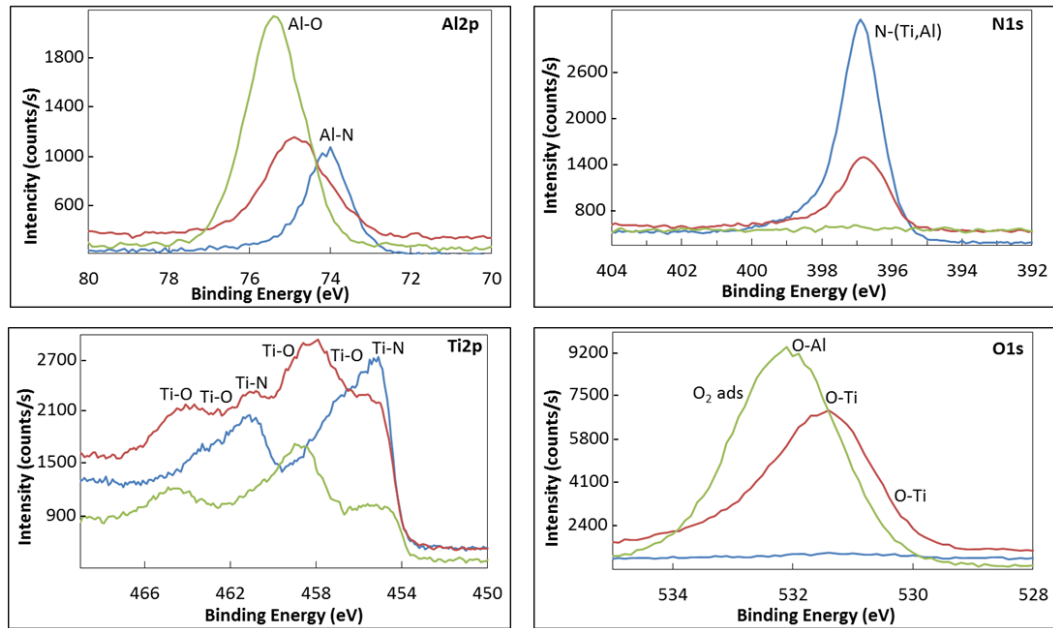 Al2p
Al-O
Al-N
1800
1400
1000
600
Intencity (counts/s)
80 78 76 74 72 70
Binding Energy (eV)
N1s
N-(Ti,Al)
2600
1400
800
Intensity (counts/s)
404 402 400 398 396 394 392
Binding Energy (eV)
Ti2p
Ti-O Ti-O Ti-N Ti-O Ti-O Ti-N
2700
2100
1500
900
Intensity (counts/s)
466 462 458 454 450
Binding Energy (eV)
O1s
O-Al
O₂ ads
O-Ti
O-Ti
9200
7500
5800
4100
2400
Intensity (counts/s)
534 532 530 528
Binding Energy (eV)